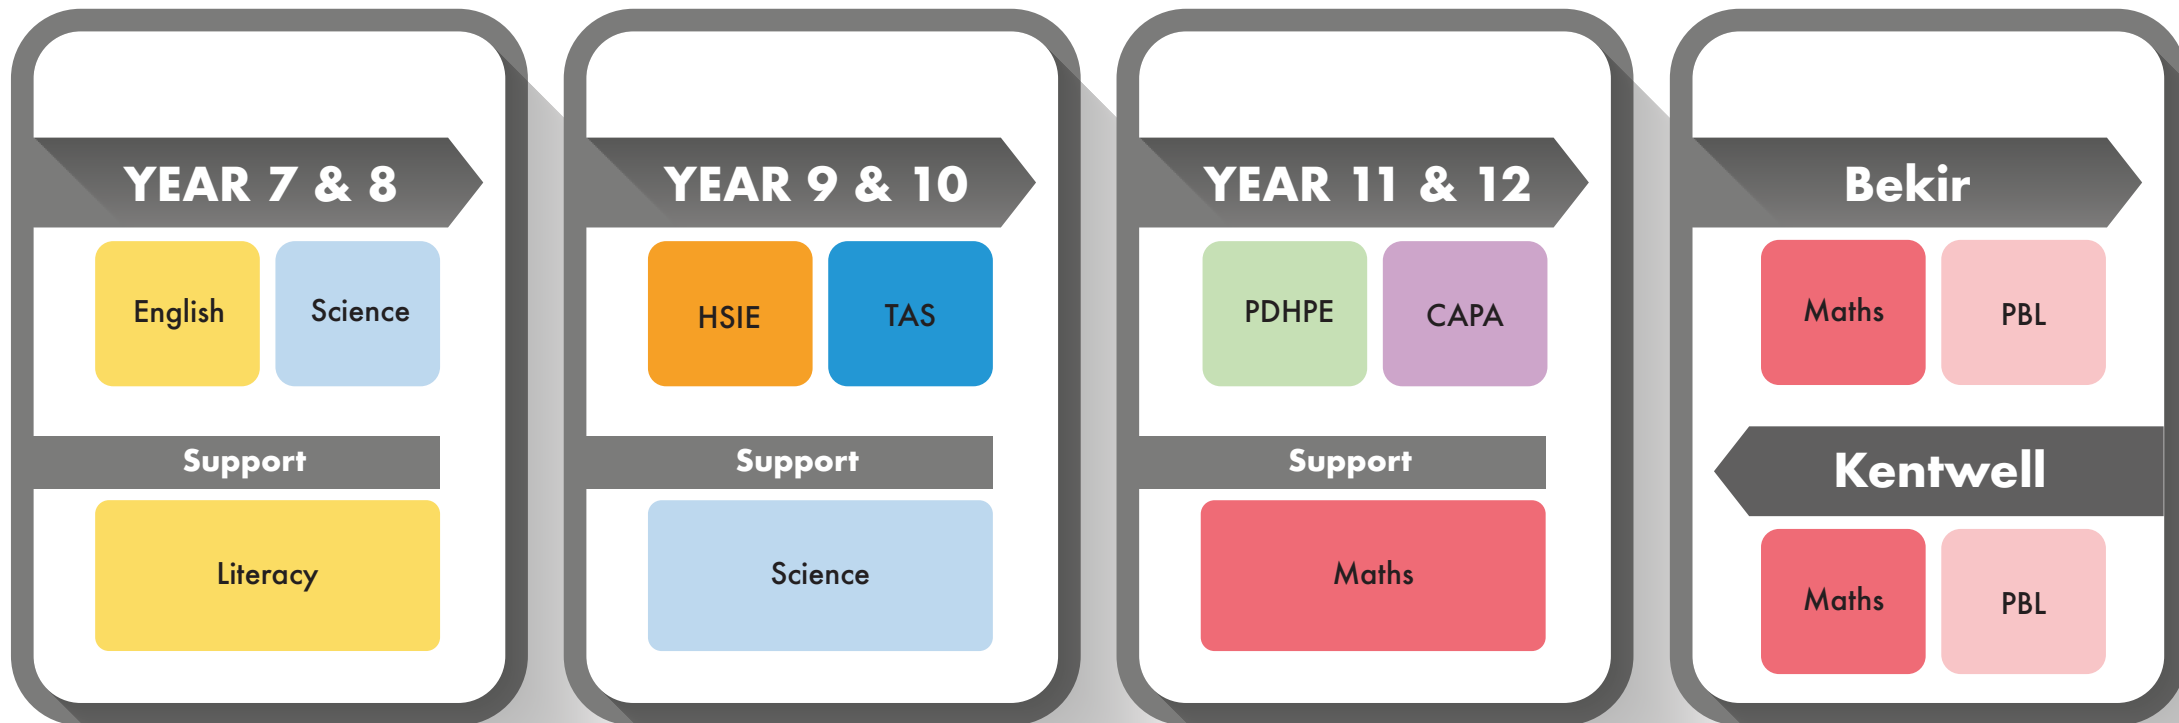 YEAR 7 & 8
English
Science
Support
Literacy
YEAR 9 & 10
HSIE
TAS
Support
Science
YEAR 11 & 12
PDHPE
CAPA
Support
Maths
Bekir
Maths
PBL
Kentwell
Maths
PBL